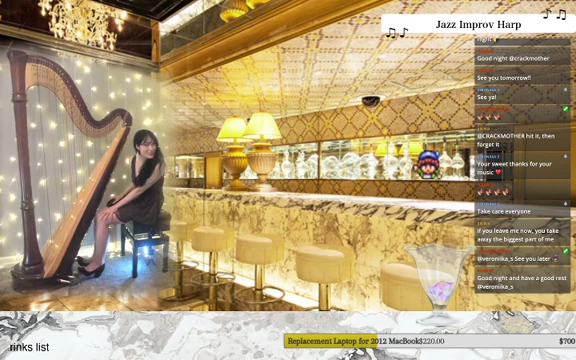 Jazz Improv Harp
Good night @crackmother
See you tomorrow!!
See ya!
@CRACKMOTHER hit it, then
forget it
Your sweet thanks for your
music ❤️
Take care everyone
if you leave me now, you take
away the biggest part of me
@veroniika_s See you later
Good night and have a good rest
@veroniika_s
rinks list
Replacement Laptop for 2012 MacBook $220.00
$700